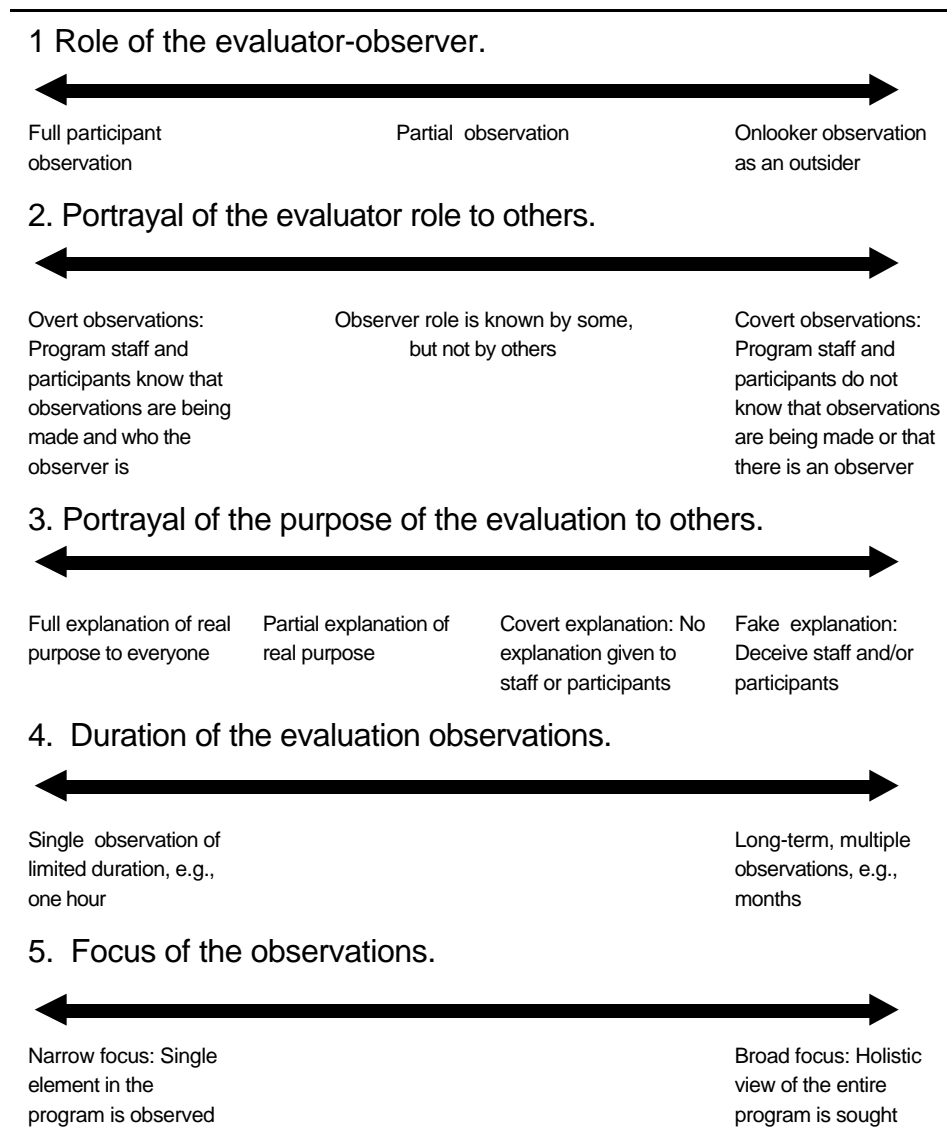 1 Role of the evaluator-observer.
Full participant
observation
Partial observation
Onlooker observation
as an outsider
2. Portrayal of the evaluator role to others.
Overt observations:
Program staff and
participants know that
observations are being
made and who the
observer is
Observer role is known by some,
but not by others
Covert observations:
Program staff and
participants do not
know that observations
are being made or that
there is an observer
3. Portrayal of the purpose of the evaluation to others.
Full explanation of real
purpose to everyone
Partial explanation of
real purpose
Covert explanation: No
explanation given to
staff or participants
Fake explanation:
Deceive staff and/or
participants
4. Duration of the evaluation observations.
Single observation of
limited duration, e.g.,
one hour
Long-term, multiple
observations, e.g.,
months
5. Focus of the observations.
Narrow focus: Single
element in the
program is observed
Broad focus: Holistic
view of the entire
program is sought